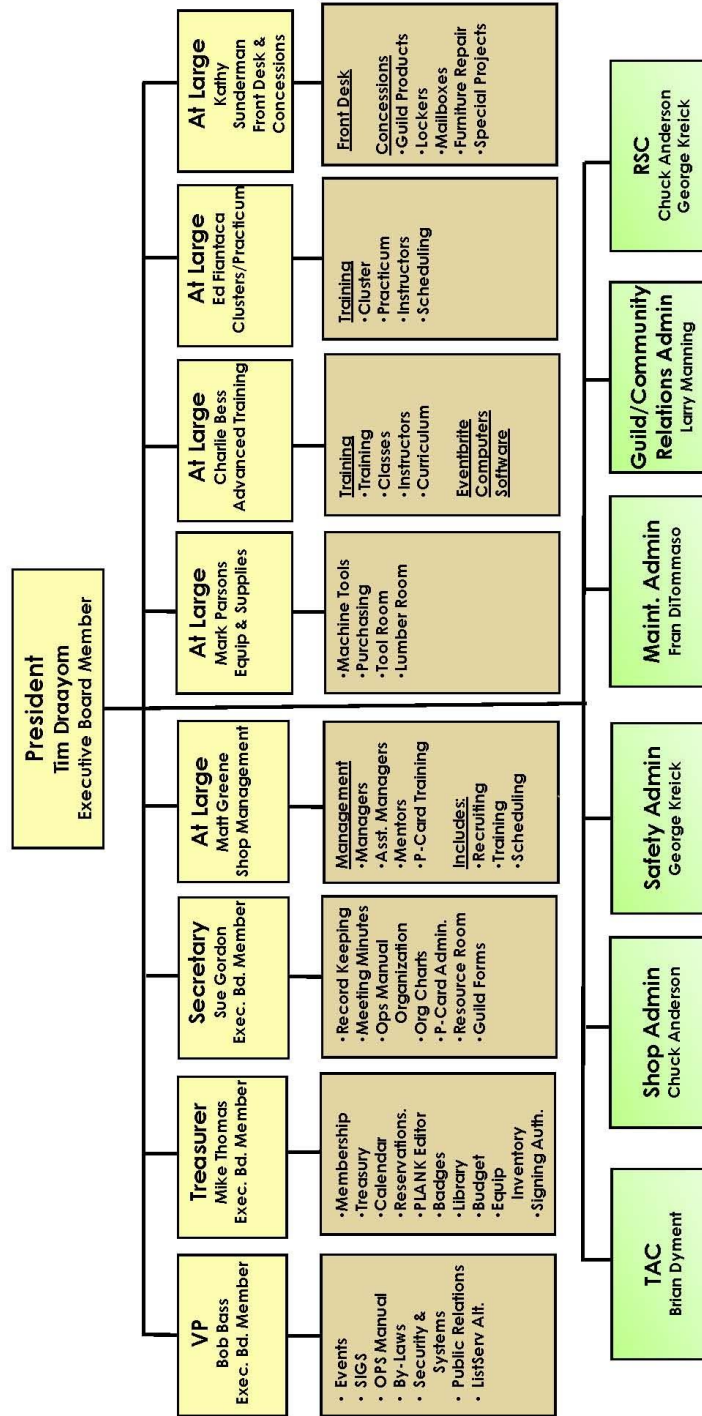 President
Tim Draayom
Executive Board Member
VP
Bob Bass
Exec. Bd. Member
• Events
• SIGS
• OPS Manual
• By-Laws
• Security &
Systems
• Public Relations
• ListServ Alt.
Treasurer
Mike Thomas
Exec. Bd. Member
• Membership
• Treasury
• Calendar
• Reservations.
• PLANK Editor
• Badges
• Library
• Budget
• Equip
Inventory
• Signing Auth.
Secretary
Sue Gordon
Exec. Bd. Member
• Record Keeping
• Meeting Minutes
• Ops Manual
Organization
• Org Charts
• P-Card Admin.
• Resource Room
• Guild Forms
At Large
Matt Greene
Shop Management
Management
• Managers
• Asst. Managers
• Mentors
• P-Card Training
Includes:
• Recruiting
• Training
• Scheduling
At Large
Mark Parsons
Equip & Supplies
• Machine Tools
• Purchasing
• Tool Room
• Lumber Room
At Large
Charlie Bess
Advanced Training
Training
• Training
• Classes
• Instructors
• Curriculum
Eventbrite
Computers
Software
At Large
Ed Fiantaca
Clusters/Practicum
Training
• Cluster
• Practicum
• Instructors
• Scheduling
At Large
Kathy
Sunderman
Front Desk &
Concessions
Front Desk
Concessions
• Guild Products
• Lockers
• Mailboxes
• Furniture Repair
• Special Projects
TAC
Brian Dyment
Shop Admin
Chuck Anderson
Safety Admin
George Kreick
Maint. Admin
Fran DiTommaso
Guild/Community
Relations Admin
Larry Manning
RSC
Chuck Anderson
George Kreick